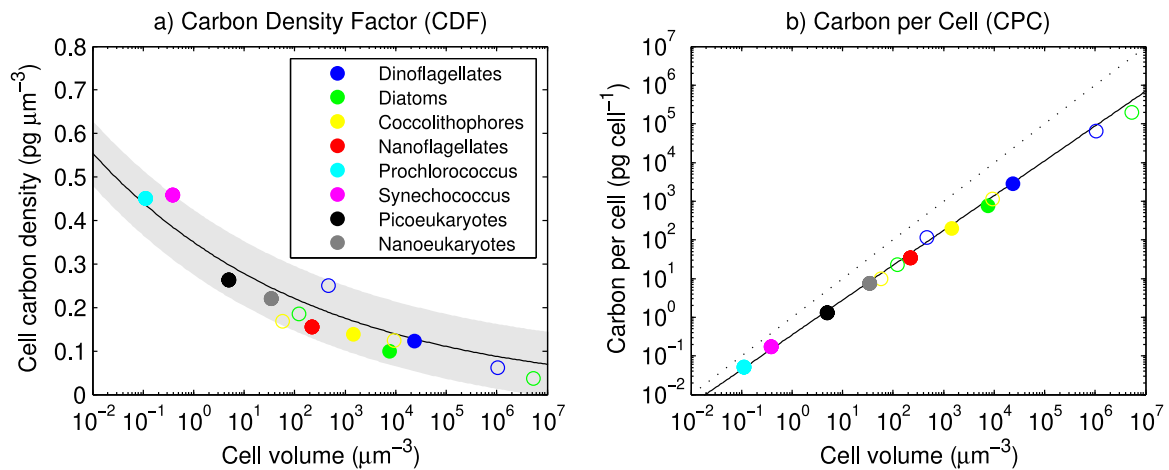 a) Carbon Density Factor (CDF)
0.8
0.7
0.6
0.5
0.4
0.3
0.2
0.1
0
Cell carbon density (pg μm⁻³)
Dinoflagellates
Diatoms
Coccolithophores
Nanoflagellates
Prochlorococcus
Synechococcus
Picoeukaryotes
Nanoeukaryotes
10⁻² 10⁻¹ 10⁰ 10¹ 10² 10³ 10⁴ 10⁵ 10⁶ 10⁷
Cell volume (μm⁻³)
b) Carbon per Cell (CPC)
10⁷
10⁶
10⁵
10⁴
10³
10²
10¹
10⁰
10⁻¹
10⁻²
Carbon per cell (pg cell⁻¹)
10⁻² 10⁻¹ 10⁰ 10¹ 10² 10³ 10⁴ 10⁵ 10⁶ 10⁷
Cell volume (μm⁻³)